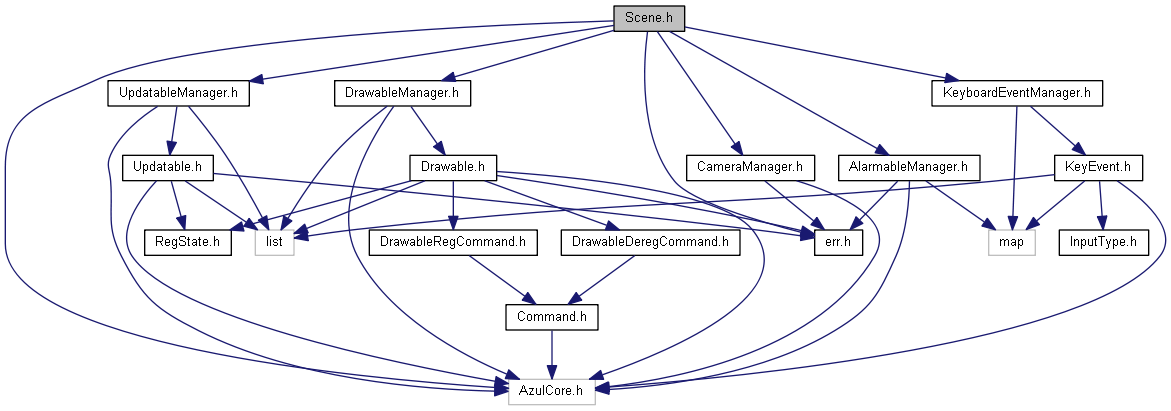 Scene.h
UpdatableManager.h
DrawableManager.h
KeyboardEventManager.h
Updatable.h
Drawable.h
CameraManager.h
AlarmableManager.h
KeyEvent.h
RegState.h
list
DrawableRegCommand.h
DrawableDeregCommand.h
err.h
map
InputType.h
Command.h
AzulCore.h